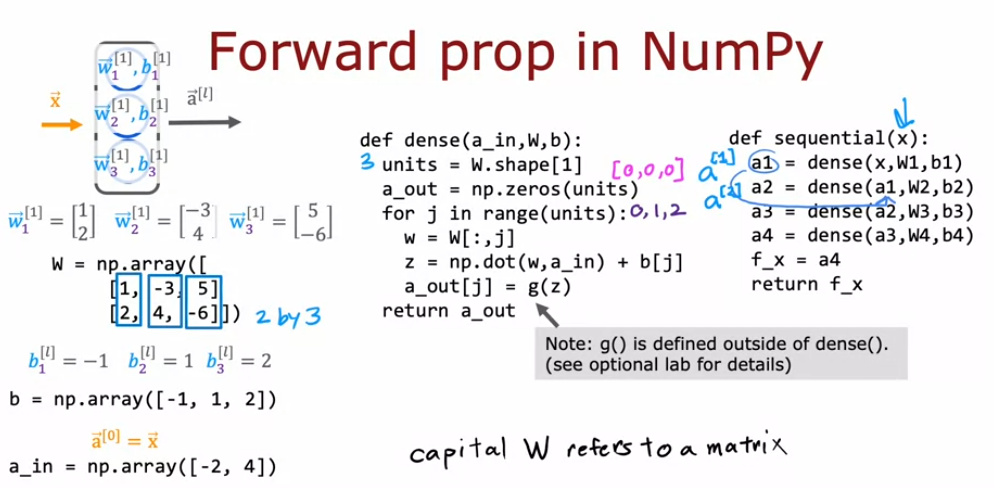 Forward prop in NumPy
w⃗₁^[1], b₁^[1]
w⃗₂^[1], b₂^[1]
w⃗₃^[1], b₃^[1]
x⃗
a⃗^[l]
w⃗₁^[1] = [1 2] w⃗₂^[1] = [-3 4] w⃗₃^[1] = [5 -6]
W = np.array([
[1, -3, 5]
[2, 4, -6]]) 2 by 3
b₁^[l] = −1 b₂^[l] = 1 b₃^[l] = 2
b = np.array([-1, 1, 2])
a⃗^[0] = x⃗
a_in = np.array([-2, 4])
def dense(a_in,W,b):
3 units = W.shape[1] [0,0,0]
a_out = np.zeros(units)
for j in range(units): 0,1,2
w = W[:,j]
z = np.dot(w,a_in) + b[j]
a_out[j] = g(z)
return a_out
Note: g() is defined outside of dense().
(see optional lab for details)
def sequential(x):
a^[1] a1 = dense(x,W1,b1)
a^[2] a2 = dense(a1,W2,b2)
a3 = dense(a2,W3,b3)
a4 = dense(a3,W4,b4)
f_x = a4
return f_x
capital W refers to a matrix